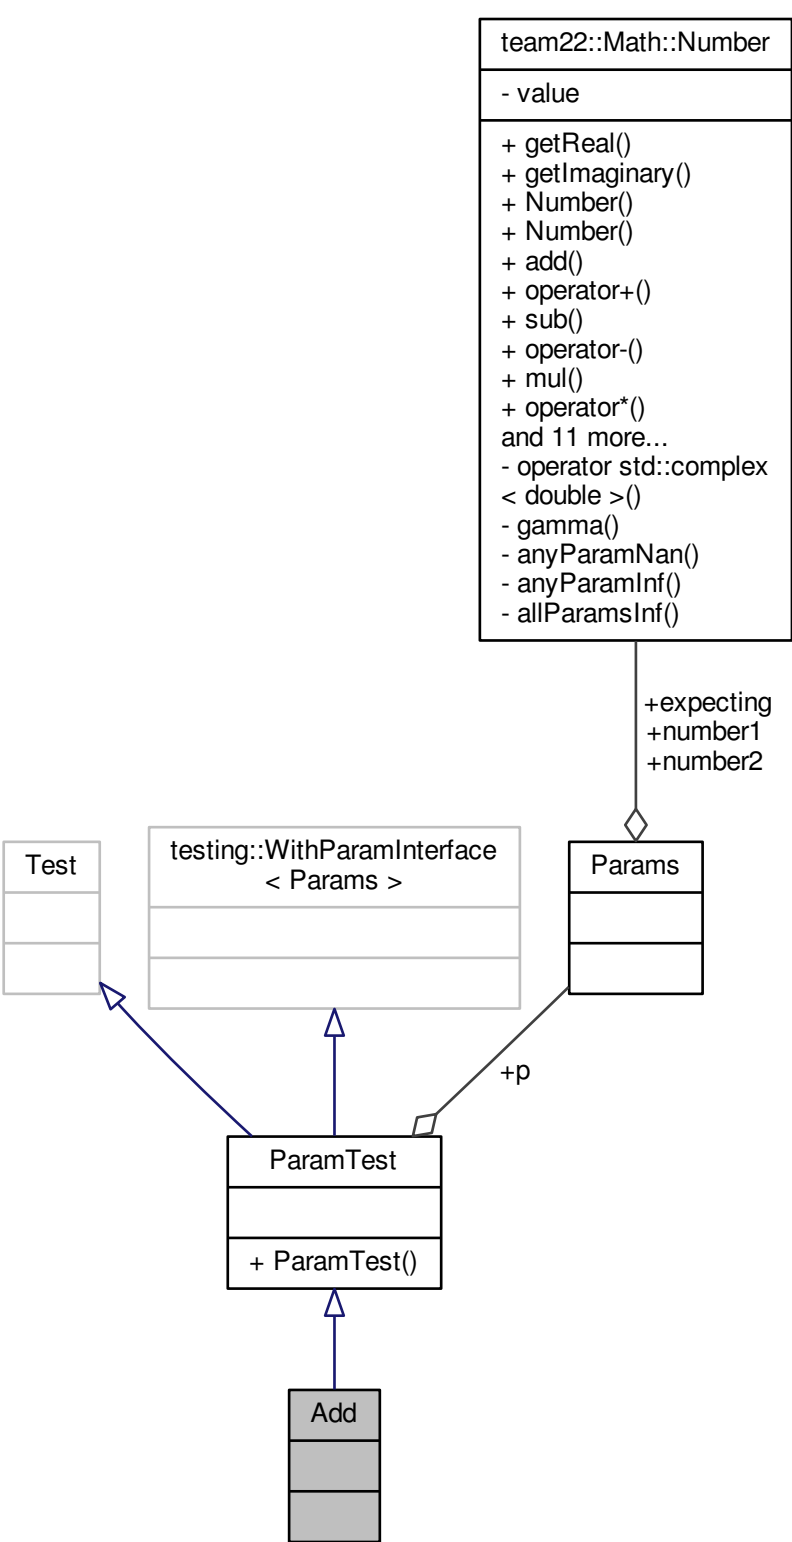 team22::Math::Number
- value
+ getReal()
+ getImaginary()
+ Number()
+ Number()
+ add()
+ operator+()
+ sub()
+ operator-()
+ mul()
+ operator*()
and 11 more...
- operator std::complex
< double >()
- gamma()
- anyParamNan()
- anyParamInf()
- allParamsInf()
+expecting
+number1
+number2
Test
testing::WithParamInterface
< Params >
Params
+p
ParamTest
+ ParamTest()
Add